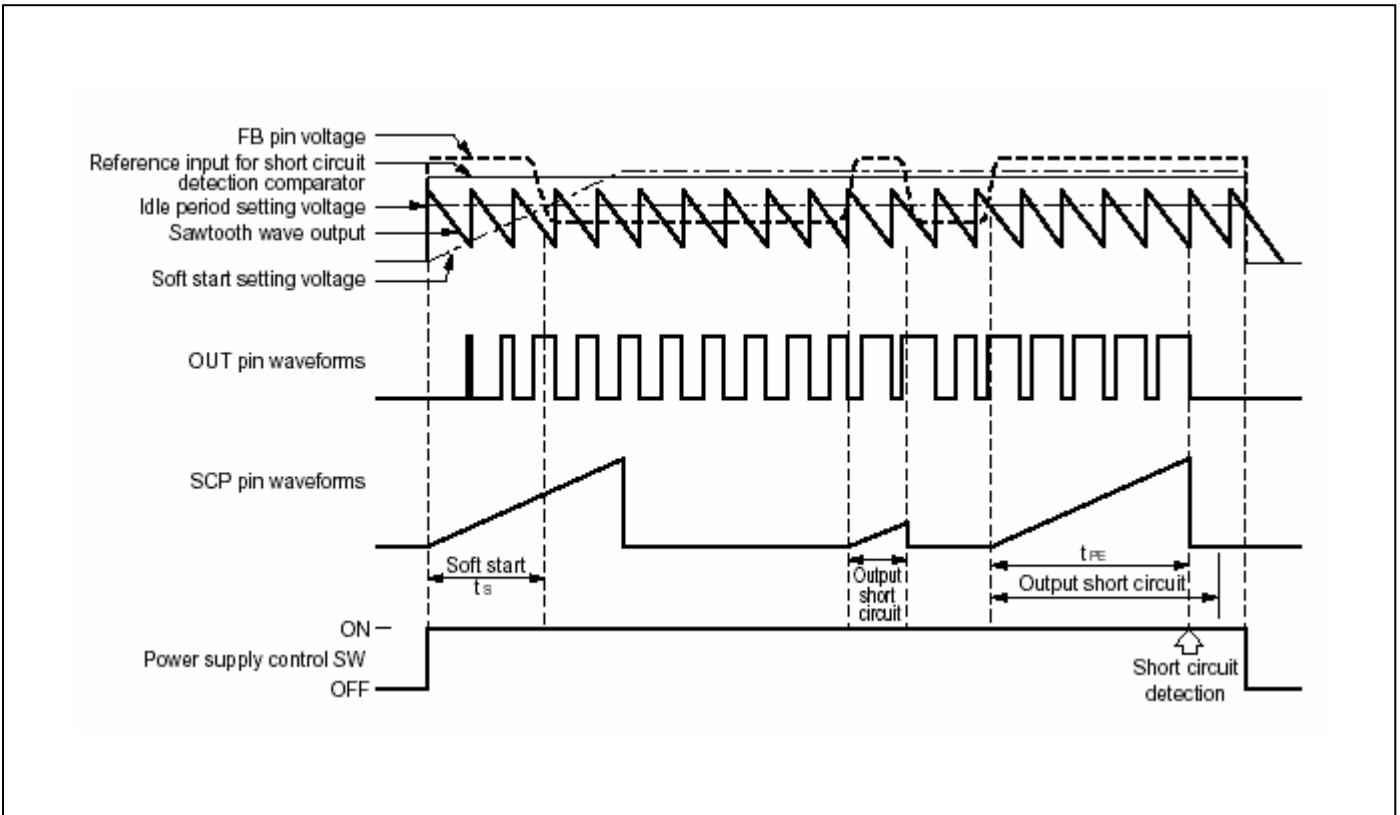 FB pin voltage
Reference input for short circuit
detection comparator
Idle period setting voltage
Sawtooth wave output
Soft start setting voltage
OUT pin waveforms
SCP pin waveforms
Soft start
ts
Output
short
circuit
tPE
Output short circuit
ON
Power supply control SW
OFF
Short circuit
detection